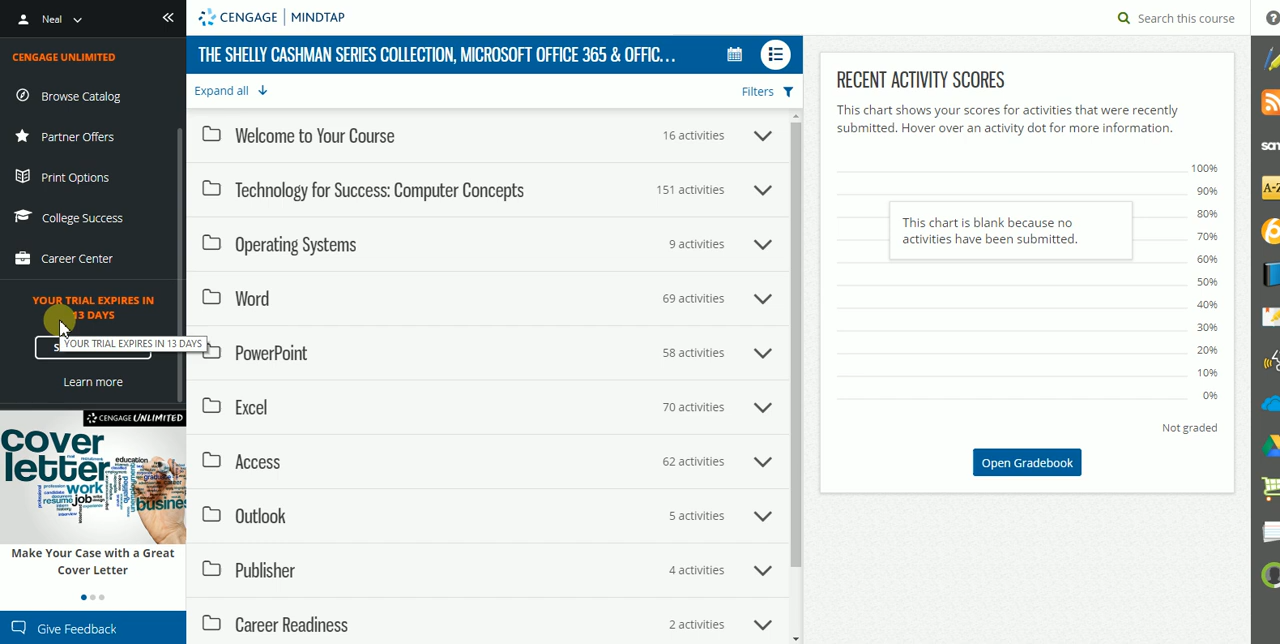 Neal
CENGAGE | MINDTAP
Search this course
CENGAGE UNLIMITED
Browse Catalog
Partner Offers
Print Options
College Success
Career Center
YOUR TRIAL EXPIRES IN
13 DAYS
YOUR TRIAL EXPIRES IN 13 DAYS
Learn more
CENGAGE UNLIMITED
cover
letter
education
work
resume
job
business
Make Your Case with a Great
Cover Letter
Give Feedback
THE SHELLY CASHMAN SERIES COLLECTION, MICROSOFT OFFICE 365 & OFFIC...
Expand all
Filters
Welcome to Your Course 16 activities
Technology for Success: Computer Concepts 151 activities
Operating Systems 9 activities
Word 69 activities
PowerPoint 58 activities
Excel 70 activities
Access 62 activities
Outlook 5 activities
Publisher 4 activities
Career Readiness 2 activities
RECENT ACTIVITY SCORES
This chart shows your scores for activities that were recently
submitted. Hover over an activity dot for more information.
100%
90%
80%
70%
60%
50%
40%
30%
20%
10%
0%
This chart is blank because no
activities have been submitted.
Not graded
Open Gradebook
?
A-Z